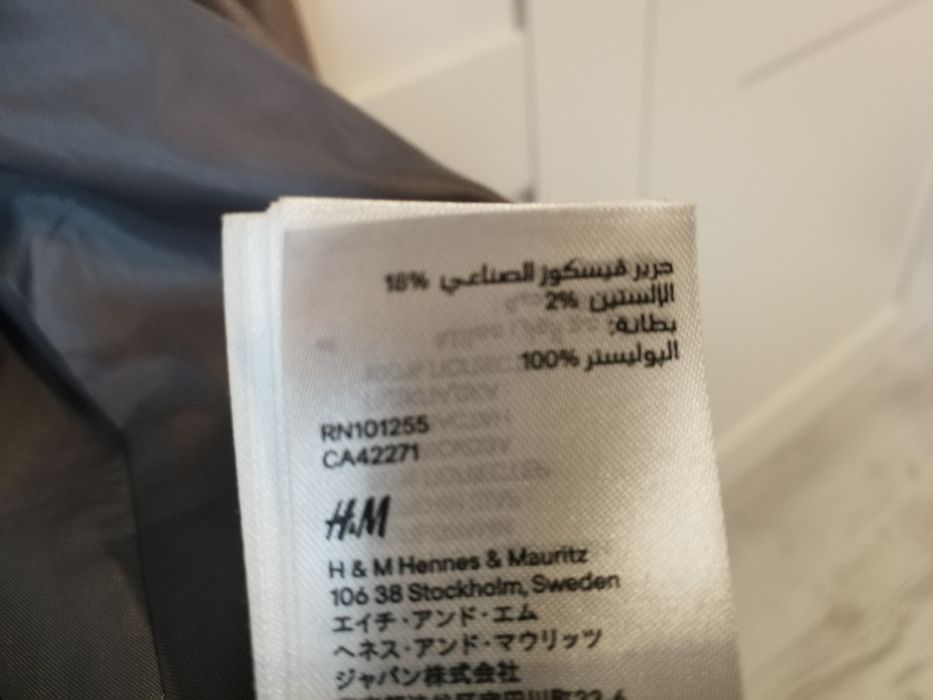 حرير فيسكوز الصناعي 18%
الإلستين 2%
بطانة:
البوليستر 100%
RN101255
CA42271
H&M
H & M Hennes & Mauritz
106 38 Stockholm, Sweden
エイチ・アンド・エム
ヘネス・アンド・マウリッツ
ジャパン株式会社